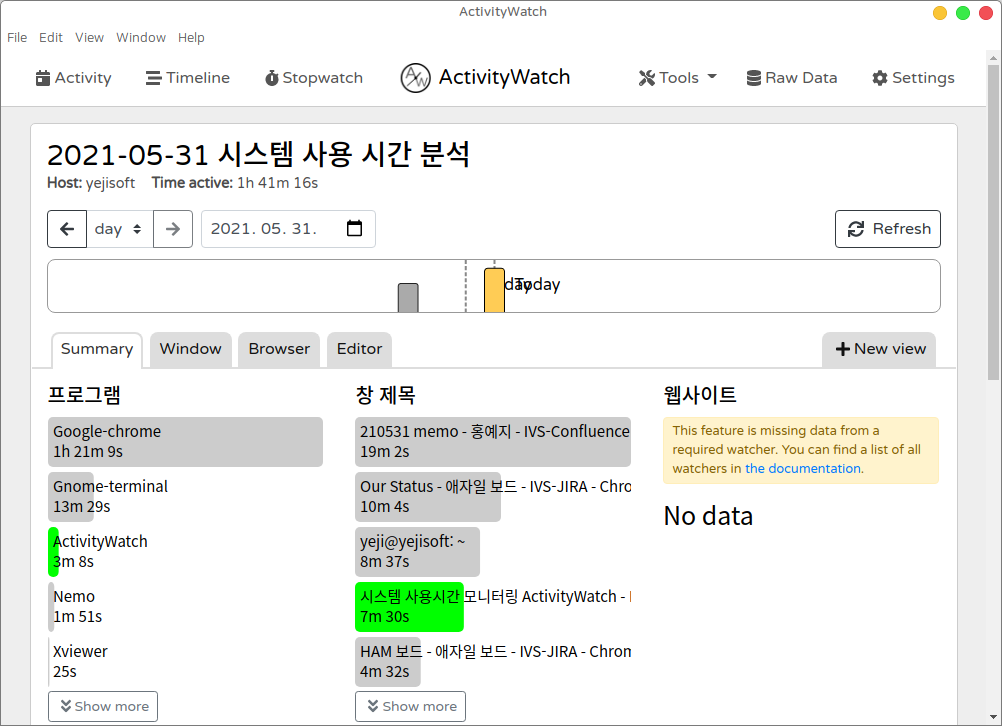 ActivityWatch
File Edit View Window Help
Activity Timeline Stopwatch ActivityWatch Tools Raw Data Settings
2021-05-31 시스템 사용 시간 분석
Host: yejisoft Time active: 1h 41m 16s
day 2021. 05. 31. Refresh
day Today
Summary Window Browser Editor New view
프로그램
Google-chrome
1h 21m 9s
Gnome-terminal
13m 29s
ActivityWatch
3m 8s
Nemo
1m 51s
Xviewer
25s
Show more
창 제목
210531 memo - 홍예지 - IVS-Confluence
19m 2s
Our Status - 애자일 보드 - IVS-JIRA - Chro
10m 4s
yeji@yejisoft: ~
8m 37s
시스템 사용시간 모니터링 ActivityWatch -
7m 30s
HAM 보드 - 애자일 보드 - IVS-JIRA - Chrom
4m 32s
Show more
웹사이트
This feature is missing data from a
required watcher. You can find a list of all
watchers in the documentation.
No data